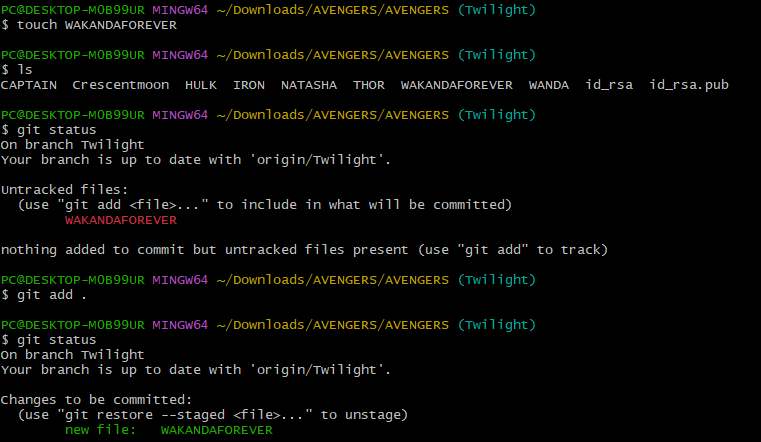 PC@DESKTOP-M0B99UR MINGW64 ~/Downloads/AVENGERS/AVENGERS (Twilight)
$ touch WAKANDAFOREVER
PC@DESKTOP-M0B99UR MINGW64 ~/Downloads/AVENGERS/AVENGERS (Twilight)
$ ls
CAPTAIN  Crescentmoon  HULK  IRON  NATASHA  THOR  WAKANDAFOREVER  WANDA  id_rsa  id_rsa.pub
PC@DESKTOP-M0B99UR MINGW64 ~/Downloads/AVENGERS/AVENGERS (Twilight)
$ git status
On branch Twilight
Your branch is up to date with 'origin/Twilight'.
Untracked files:
  (use "git add <file>..." to include in what will be committed)
        WAKANDAFOREVER
nothing added to commit but untracked files present (use "git add" to track)
PC@DESKTOP-M0B99UR MINGW64 ~/Downloads/AVENGERS/AVENGERS (Twilight)
$ git add .
PC@DESKTOP-M0B99UR MINGW64 ~/Downloads/AVENGERS/AVENGERS (Twilight)
$ git status
On branch Twilight
Your branch is up to date with 'origin/Twilight'.
Changes to be committed:
  (use "git restore --staged <file>..." to unstage)
        new file:   WAKANDAFOREVER